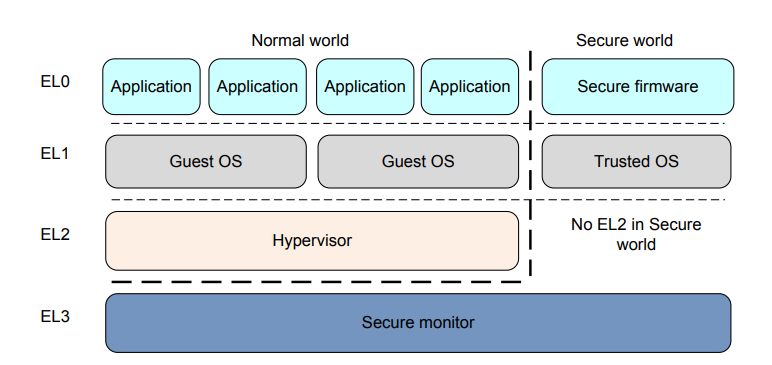 Normal world Secure world
EL0 Application Application Application Application Secure firmware
EL1 Guest OS Guest OS Trusted OS
EL2 Hypervisor No EL2 in Secure
world
EL3 Secure monitor